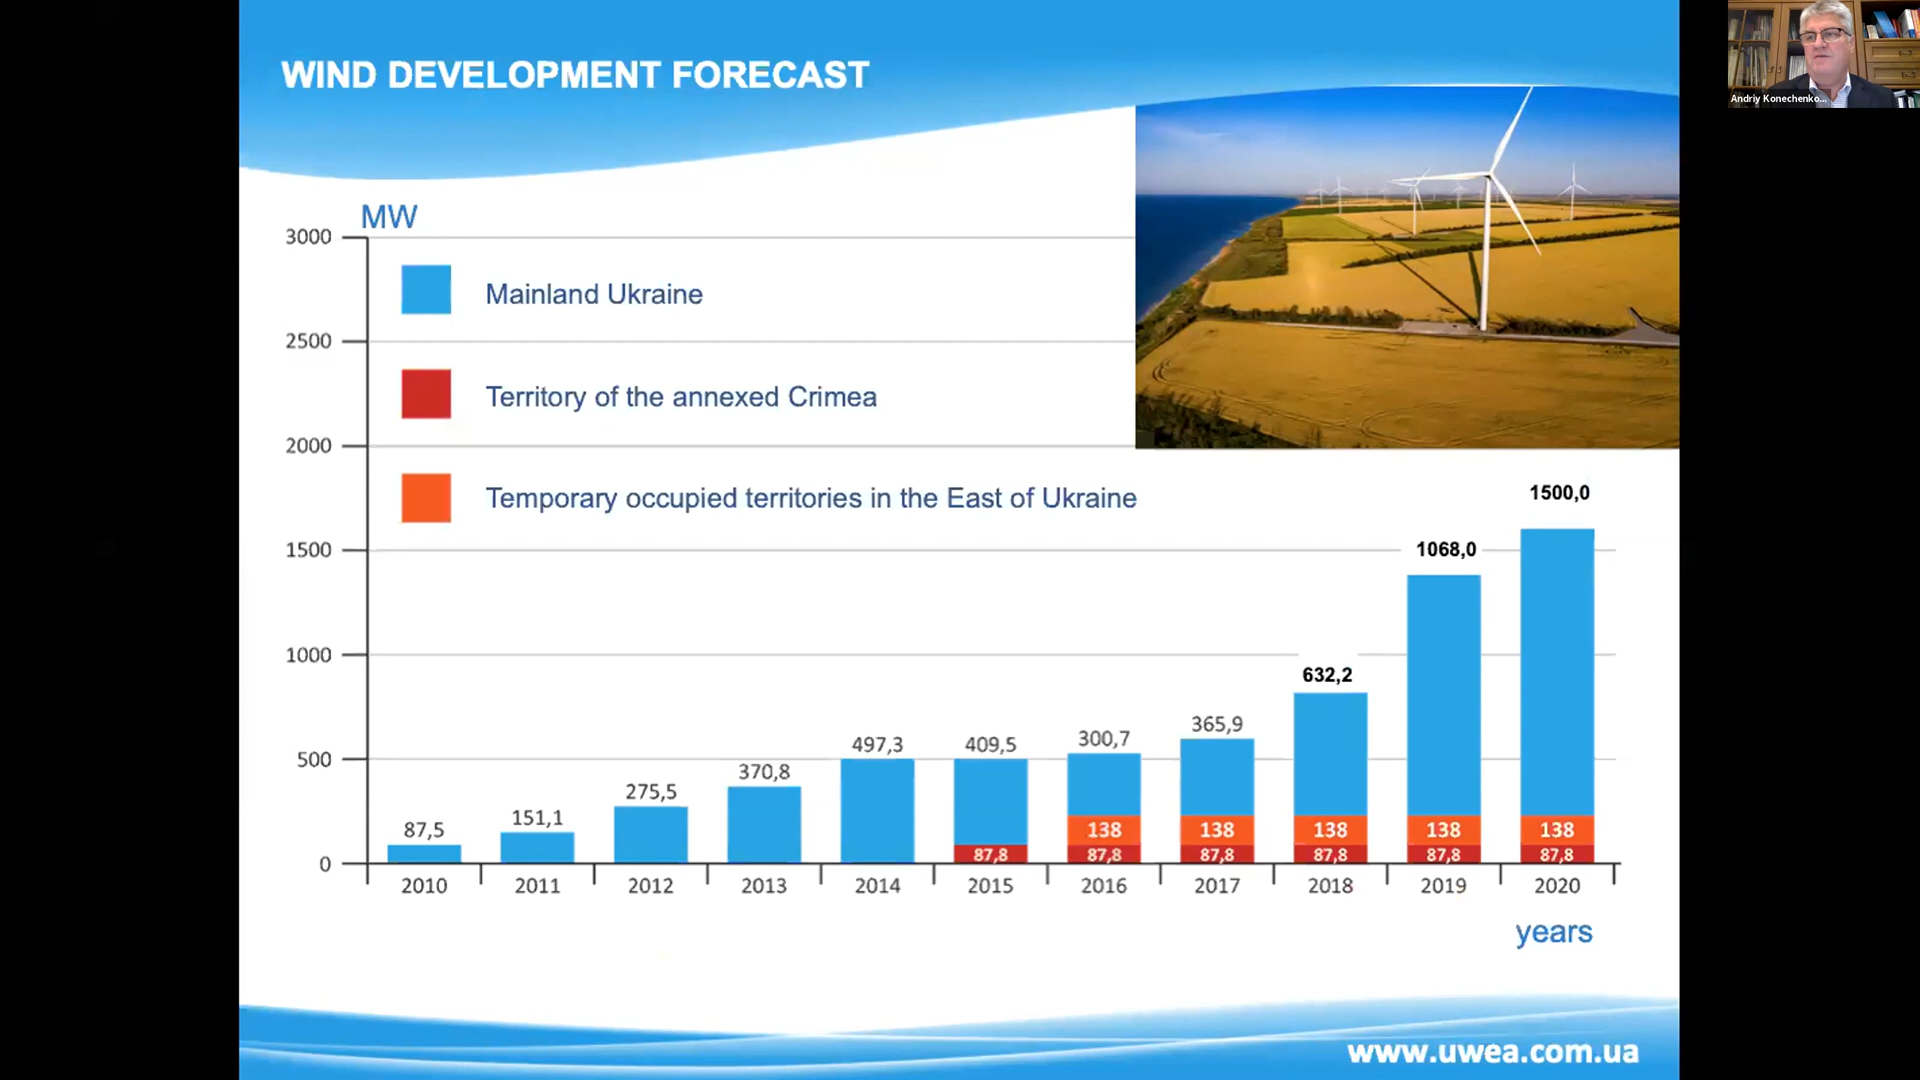 WIND DEVELOPMENT FORECAST
Andriy Konechenko...
MW
3000
2500
2000
1500
1000
500
0
Mainland Ukraine
Territory of the annexed Crimea
Temporary occupied territories in the East of Ukraine
87,5
151,1
275,5
370,8
497,3
409,5
300,7
365,9
632,2
1068,0
1500,0
138 138 138 138 138
87,8 87,8 87,8 87,8 87,8 87,8
2010 2011 2012 2013 2014 2015 2016 2017 2018 2019 2020
years
www.uwea.com.ua